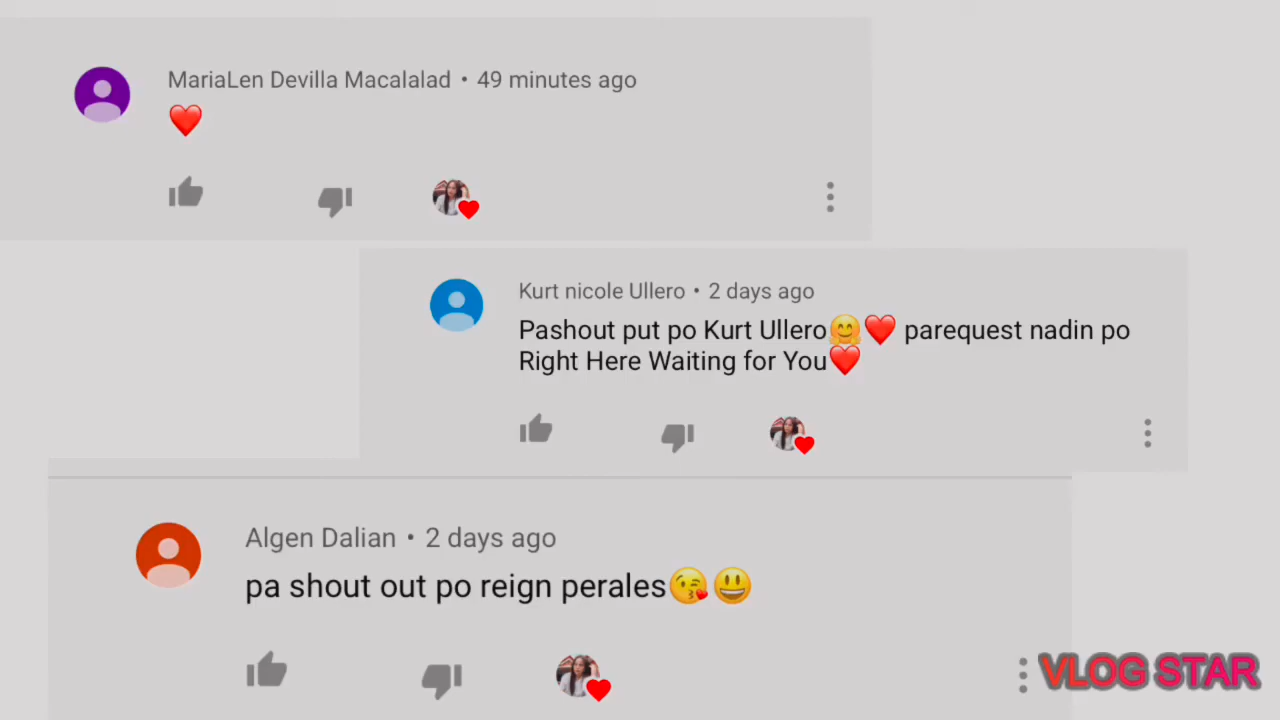 MariaLen Devilla Macalalad • 49 minutes ago
❤️
Kurt nicole Ullero • 2 days ago
Pashout put po Kurt Ullero🤗❤️ parequest nadin po
Right Here Waiting for You❤️
Algen Dalian • 2 days ago
pa shout out po reign perales😘😃
VLOG STAR